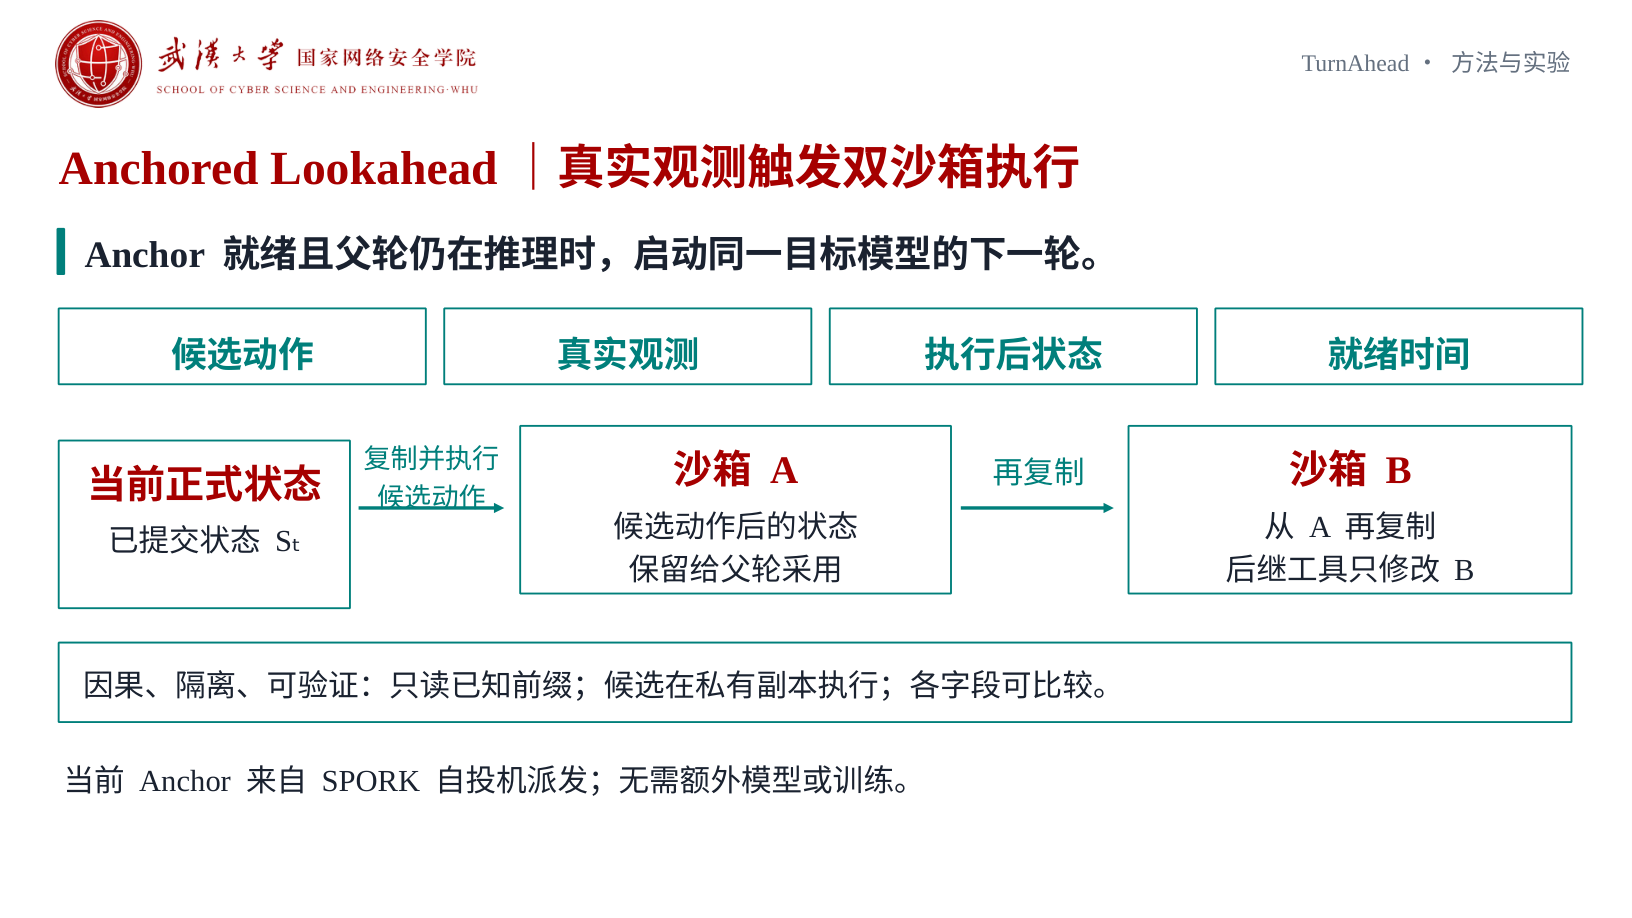 武漢大学 国家网络安全学院
SCHOOL OF CYBER SCIENCE AND ENGINEERING·WHU
TurnAhead · 方法与实验
Anchored Lookahead ｜真实观测触发双沙箱执行
Anchor 就绪且父轮仍在推理时，启动同一目标模型的下一轮。
候选动作
真实观测
执行后状态
就绪时间
当前正式状态
已提交状态 Sₜ
复制并执行
候选动作
沙箱 A
候选动作后的状态
保留给父轮采用
再复制
沙箱 B
从 A 再复制
后继工具只修改 B
因果、隔离、可验证：只读已知前缀；候选在私有副本执行；各字段可比较。
当前 Anchor 来自 SPORK 自投机派发；无需额外模型或训练。